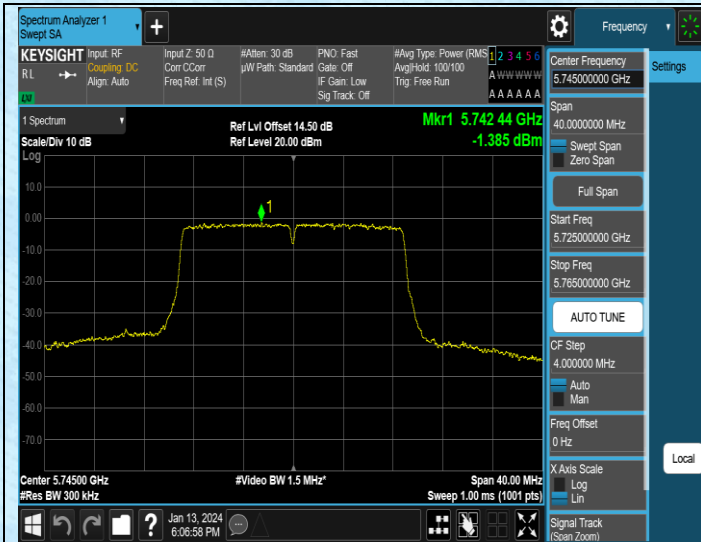 Spectrum Analyzer 1
Swept SA
Frequency
KEYSIGHT
RL
LXI
Input: RF
Coupling: DC
Align: Auto
Input Z: 50 Ω
Corr CCorr
Freq Ref: Int (S)
#Atten: 30 dB
µW Path: Standard
PNO: Fast
Gate: Off
IF Gain: Low
Sig Track: Off
#Avg Type: Power (RMS
Avg|Hold: 100/100
Trig: Free Run
1 2 3 4 5 6
A W W W W W
A A A A A A
1 Spectrum
Scale/Div 10 dB
Log
Ref Lvl Offset 14.50 dB
Ref Level 20.00 dBm
Mkr1 5.742 44 GHz
-1.385 dBm
1
10.0
0.00
-10.0
-20.0
-30.0
-40.0
-50.0
-60.0
-70.0
Center 5.74500 GHz
#Res BW 300 kHz
#Video BW 1.5 MHz*
Span 40.00 MHz
Sweep 1.00 ms (1001 pts)
?
Jan 13, 2024
6:06:58 PM
Center Frequency
5.745000000 GHz
Span
40.0000000 MHz
Swept Span
Zero Span
Full Span
Start Freq
5.725000000 GHz
Stop Freq
5.765000000 GHz
AUTO TUNE
CF Step
4.000000 MHz
Auto
Man
Freq Offset
0 Hz
X Axis Scale
Log
Lin
Signal Track
(Span Zoom)
Settings
Local